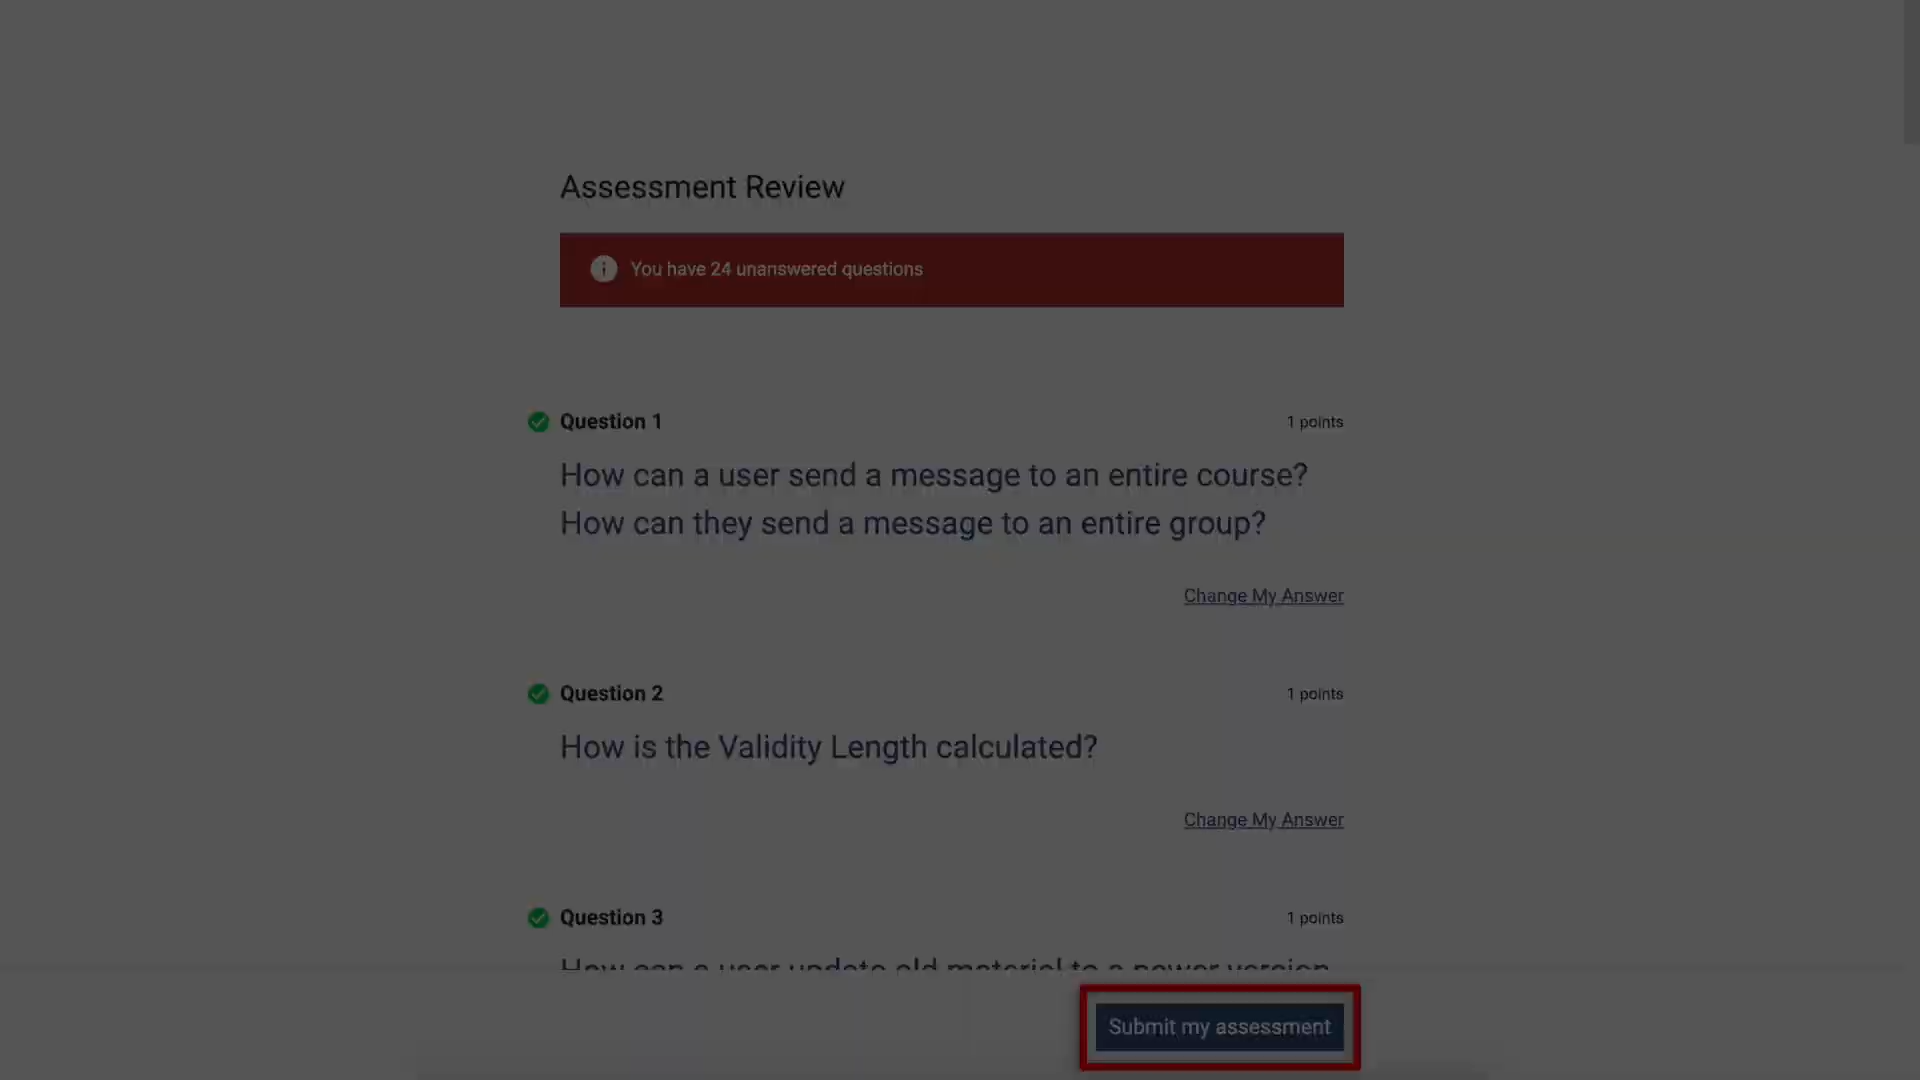 Assessment Review
You have 24 unanswered questions
Question 1
1 points
How can a user send a message to an entire course?
How can they send a message to an entire group?
Change My Answer
Question 2
1 points
How is the Validity Length calculated?
Change My Answer
Question 3
1 points
How can a user update old material to a newer version
Submit my assessment